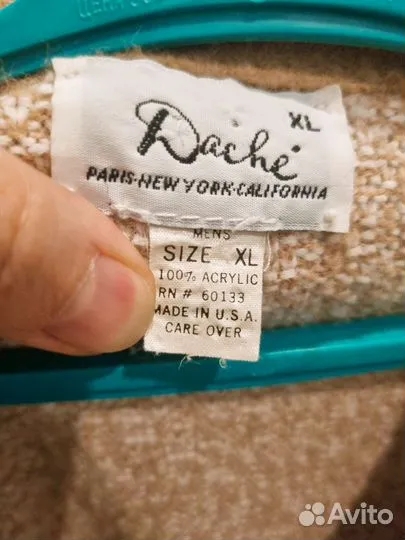 XL
Daché
PARIS-NEW YORK-CALIFORNIA
MENS
SIZE XL
100% ACRYLIC
RN # 60133
MADE IN U.S.A.
CARE OVER
Avito